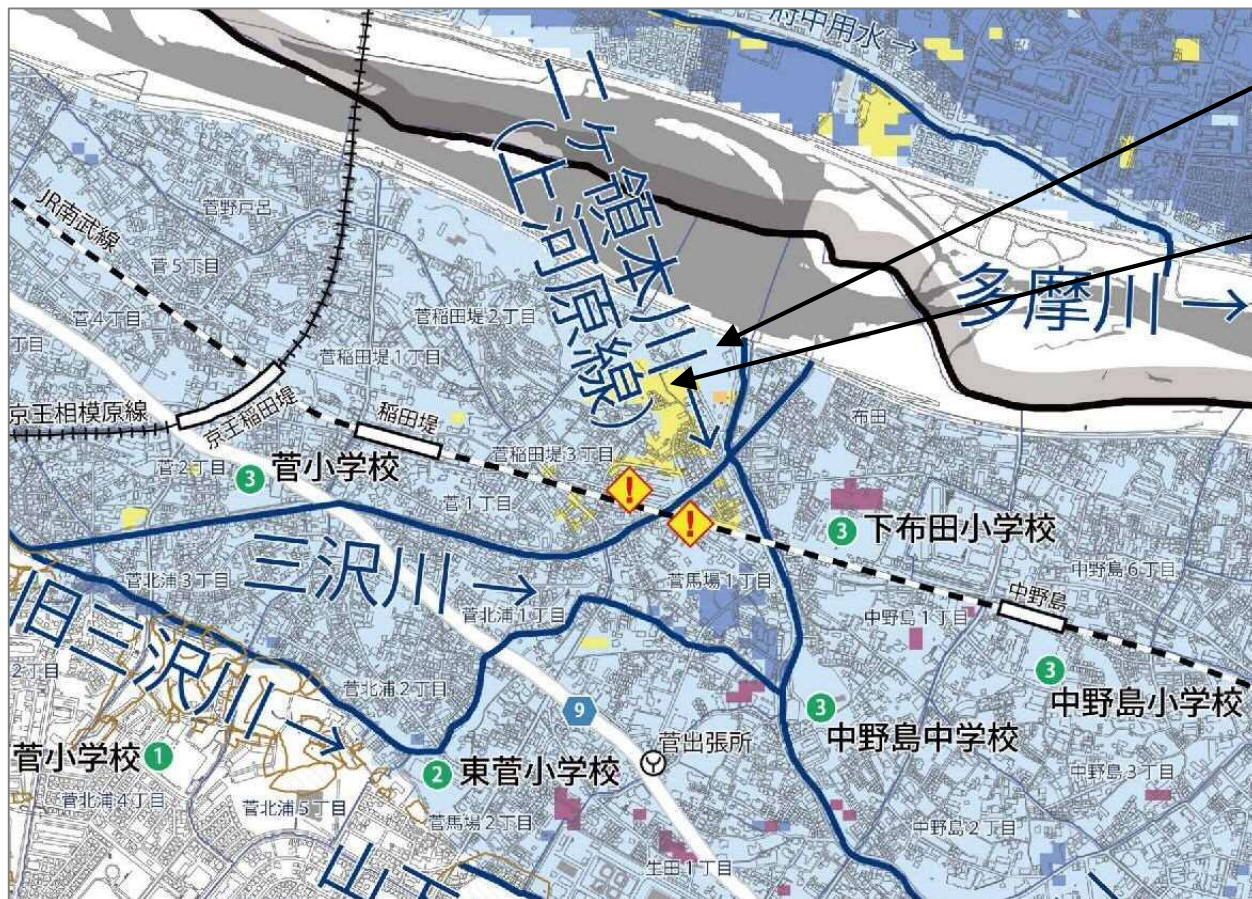 府中用水→
二ヶ領本川→
(上河原線)
多摩川→
菅野戸呂
JR南武線
菅5丁目
菅4丁目
丁目
菅稲田堤2丁目
菅稲田堤1丁目
京王相模原線
京王稲田堤
稲田堤
布田
菅2丁目
菅稲田堤3丁目
3 菅小学校
菅1丁目
!
!
3 下布田小学校
三沢川→
菅北浦3丁目
菅馬場1丁目
中野島6丁目
中野島
菅北浦1丁目
中野島1丁目
旧三沢川→
2丁目
菅北浦2丁目
3
中野島小学校
9
3
中野島中学校
菅小学校 1
菅出張所
2 東菅小学校
中野島3丁目
菅北浦4丁目
菅北浦5丁目
菅馬場2丁目
中野島2丁目
生田1丁目